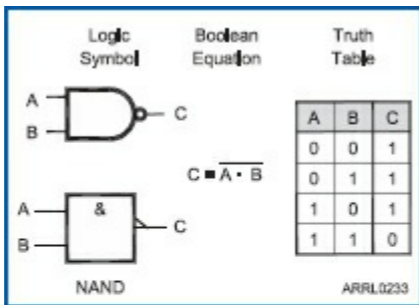 Logic Symbol
Boolean Equation
Truth Table
A
B
C
C = A · B
A
B
&
C
NAND
A B C
0 0 1
0 1 1
1 0 1
1 1 0
ARRL0233